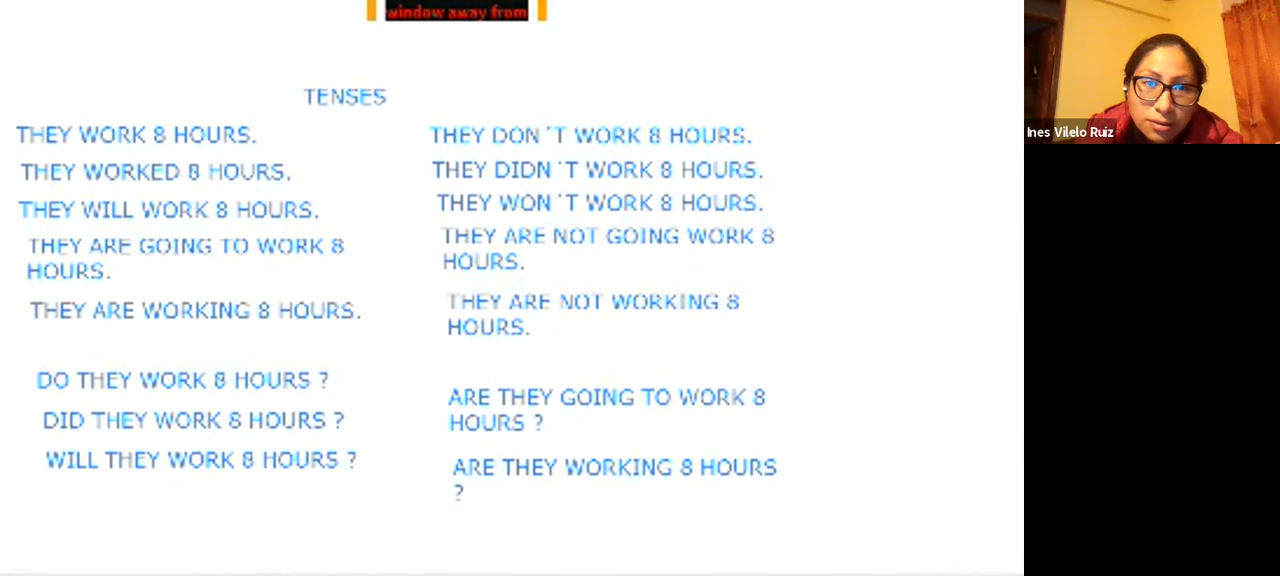 window away from
TENSES
THEY WORK 8 HOURS.
THEY WORKED 8 HOURS.
THEY WILL WORK 8 HOURS.
THEY ARE GOING TO WORK 8
HOURS.
THEY ARE WORKING 8 HOURS.
DO THEY WORK 8 HOURS ?
DID THEY WORK 8 HOURS ?
WILL THEY WORK 8 HOURS ?
THEY DON´T WORK 8 HOURS.
THEY DIDN´T WORK 8 HOURS.
THEY WON´T WORK 8 HOURS.
THEY ARE NOT GOING WORK 8
HOURS.
THEY ARE NOT WORKING 8
HOURS.
ARE THEY GOING TO WORK 8
HOURS ?
ARE THEY WORKING 8 HOURS
?
Ines Vilelo Ruiz